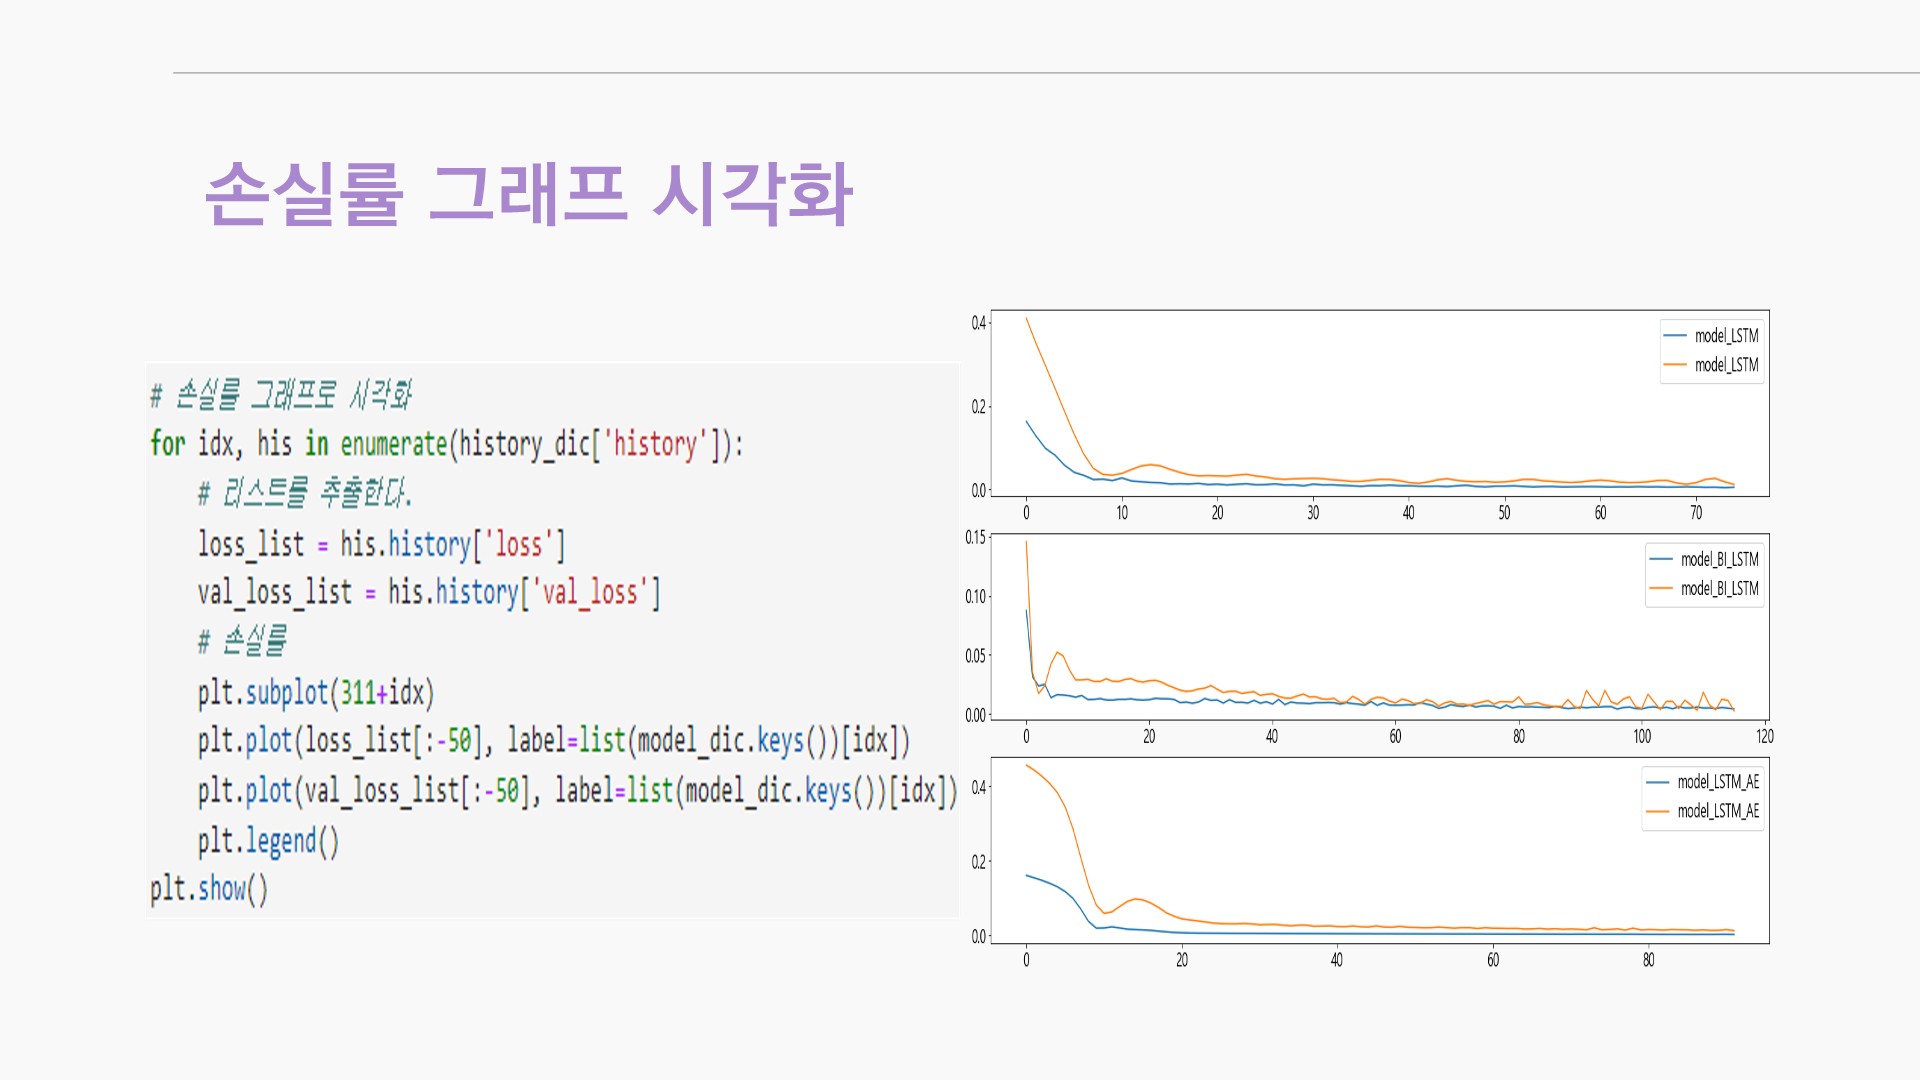 손실률 그래프 시각화
# 손실률 그래프로 시각화
for idx, his in enumerate(history_dic['history']):
# 리스트를 추출한다.
loss_list = his.history['loss']
val_loss_list = his.history['val_loss']
# 손실률
plt.subplot(311+idx)
plt.plot(loss_list[:-50], label=list(model_dic.keys())[idx])
plt.plot(val_loss_list[:-50], label=list(model_dic.keys())[idx])
plt.legend()
plt.show()
0.4
0.2
0.0
model_LSTM
model_LSTM
0 10 20 30 40 50 60 70
0.15
0.10
0.05
0.00
model_BI_LSTM
model_BI_LSTM
0 20 40 60 80 100 120
0.4
0.2
0.0
model_LSTM_AE
model_LSTM_AE
0 20 40 60 80